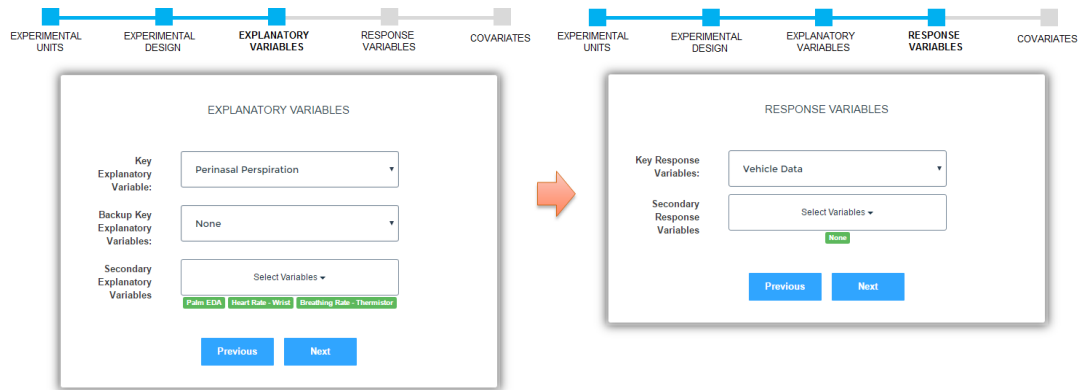 EXPERIMENTAL UNITS
EXPERIMENTAL DESIGN
EXPLANATORY VARIABLES
RESPONSE VARIABLES
COVARIATES
EXPLANATORY VARIABLES
Key
Explanatory
Variable:
Perinasal Perspiration
Backup Key
Explanatory
Variables:
None
Secondary
Explanatory
Variables
Select Variables
Palm EDA Heart Rate - Wrist Breathing Rate - Thermistor
Previous Next
EXPERIMENTAL UNITS
EXPERIMENTAL DESIGN
EXPLANATORY VARIABLES
RESPONSE VARIABLES
COVARIATES
RESPONSE VARIABLES
Key Response
Variables:
Vehicle Data
Secondary
Response
Variables
Select Variables
None
Previous Next